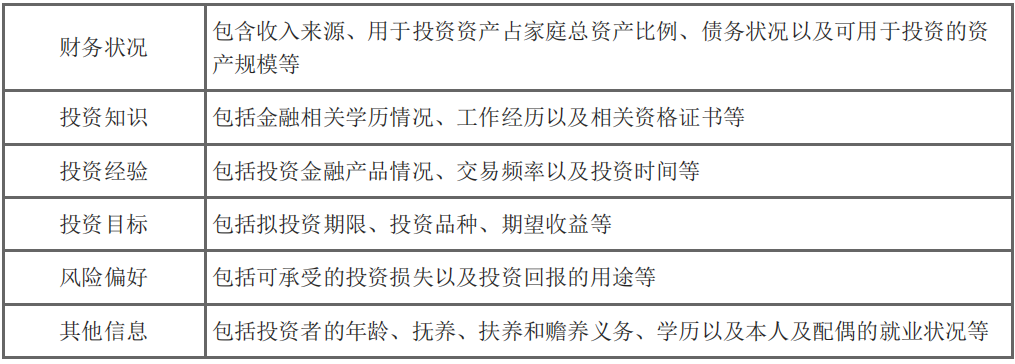 财务状况
包含收入来源、用于投资资产占家庭总资产比例、债务状况以及可用于投资的资
产规模等
投资知识
包括金融相关学历情况、工作经历以及相关资格证书等
投资经验
包括投资金融产品情况、交易频率以及投资时间等
投资目标
包括拟投资期限、投资品种、期望收益等
风险偏好
包括可承受的投资损失以及投资回报的用途等
其他信息
包括投资者的年龄、抚养、扶养和赡养义务、学历以及本人及配偶的就业状况等